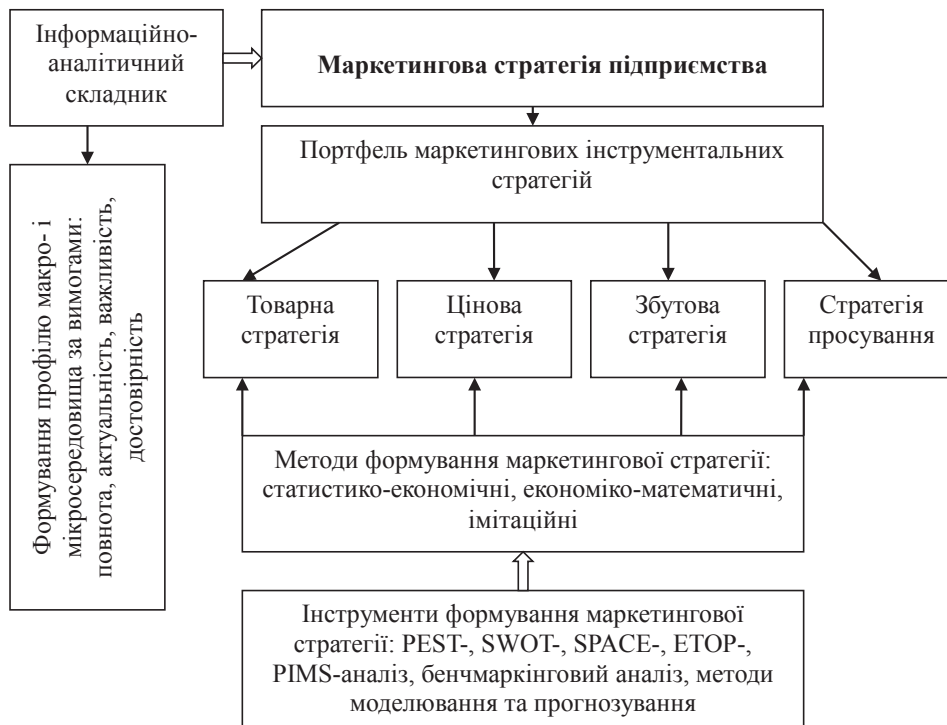 Інформаційно-
аналітичний
складник
Маркетингова стратегія підприємства
Портфель маркетингових інструментальних
стратегій
Формування профілю макро- і
мікросередовища за вимогами:
повнота, актуальність, важливість,
достовірність
Товарна
стратегія
Цінова
стратегія
Збутова
стратегія
Стратегія
просування
Методи формування маркетингової стратегії:
статистико-економічні, економіко-математичні,
імітаційні
Інструменти формування маркетингової
стратегії: PEST-, SWOT-, SPACE-, ETOP-,
PIMS-аналіз, бенчмаркінговий аналіз, методи
моделювання та прогнозування